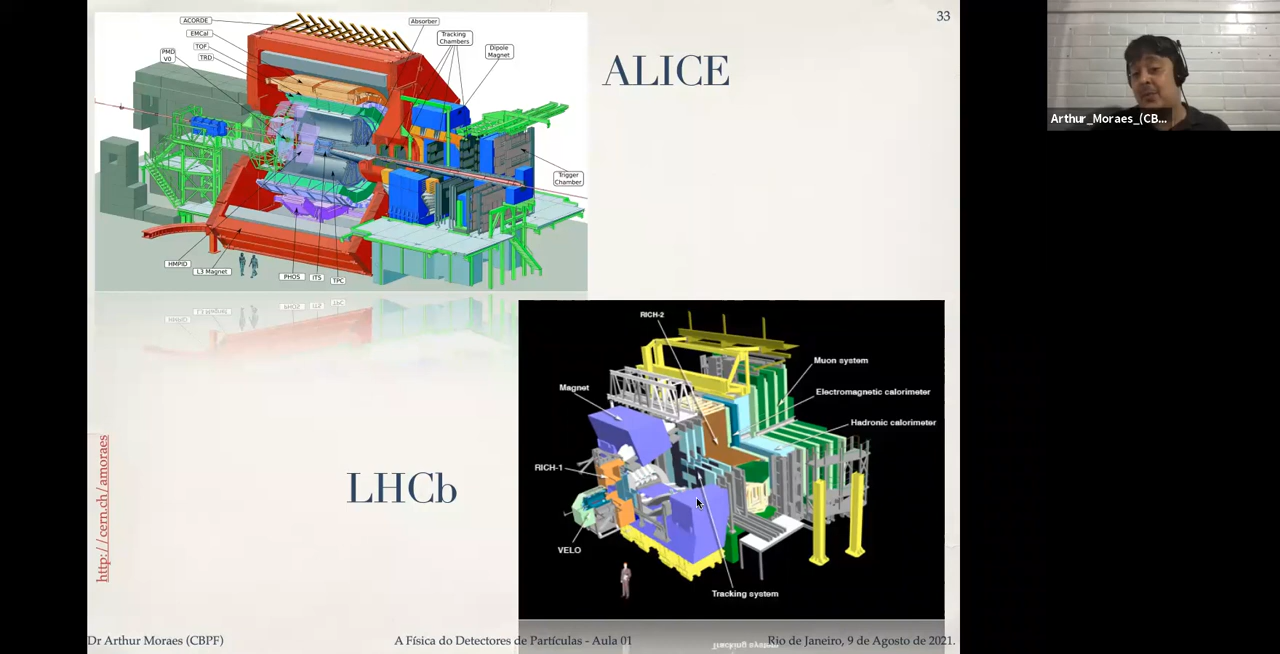 33
ALICE
ACORDE
EMCal
TOF
TRD
PMD
V0
Absorber
Tracking
Chambers
Dipole
Magnet
Trigger
Chamber
HMPID
L3 Magnet
PHOS
ITS
TPC
Arthur_Moraes_(CB...
LHCb
RICH-2
Muon system
Magnet
Electromagnetic calorimeter
Hadronic calorimeter
RICH-1
VELO
Tracking system
http://cern.ch/amoraes
Dr Arthur Moraes (CBPF)
A Física do Detectores de Partículas - Aula 01
Rio de Janeiro, 9 de Agosto de 2021.